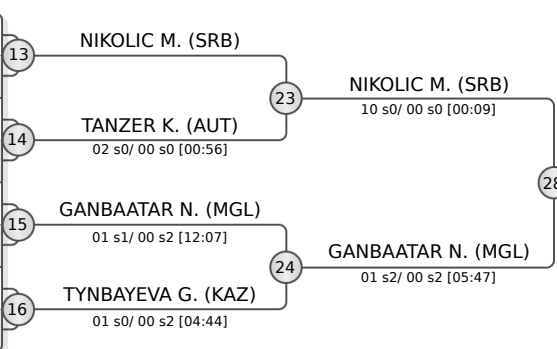 13
NIKOLIC M. (SRB)
23
NIKOLIC M. (SRB)
10 s0/ 00 s0 [00:09]
14
TANZER K. (AUT)
02 s0/ 00 s0 [00:56]
28
15
GANBAATAR N. (MGL)
01 s1/ 00 s2 [12:07]
24
GANBAATAR N. (MGL)
01 s2/ 00 s2 [05:47]
16
TYNBAYEVA G. (KAZ)
01 s0/ 00 s2 [04:44]